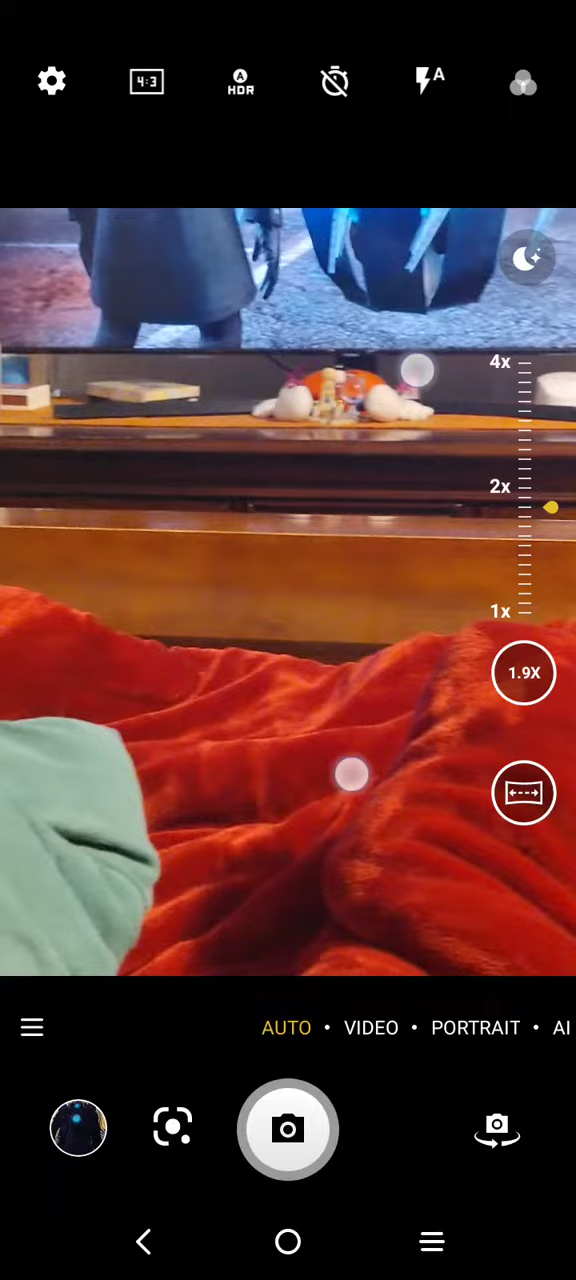 4:3
A
HDR
A
4x
2x
1x
1.9X
AUTO • VIDEO • PORTRAIT • AI